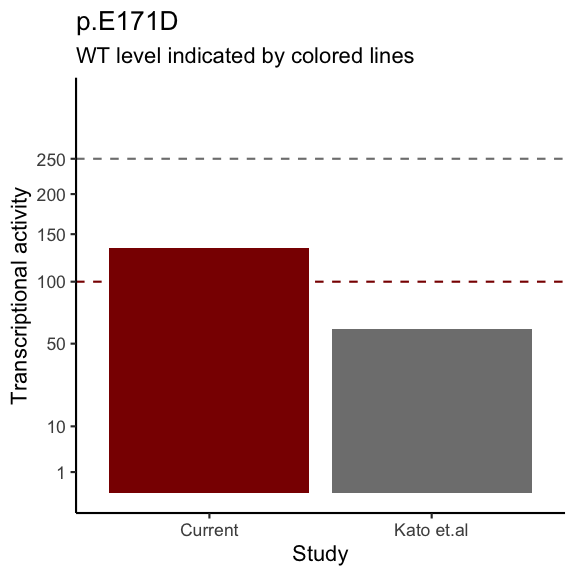 p.E171D
WT level indicated by colored lines
Transcriptional activity
250
200
150
100
50
10
1
Current
Kato et.al
Study